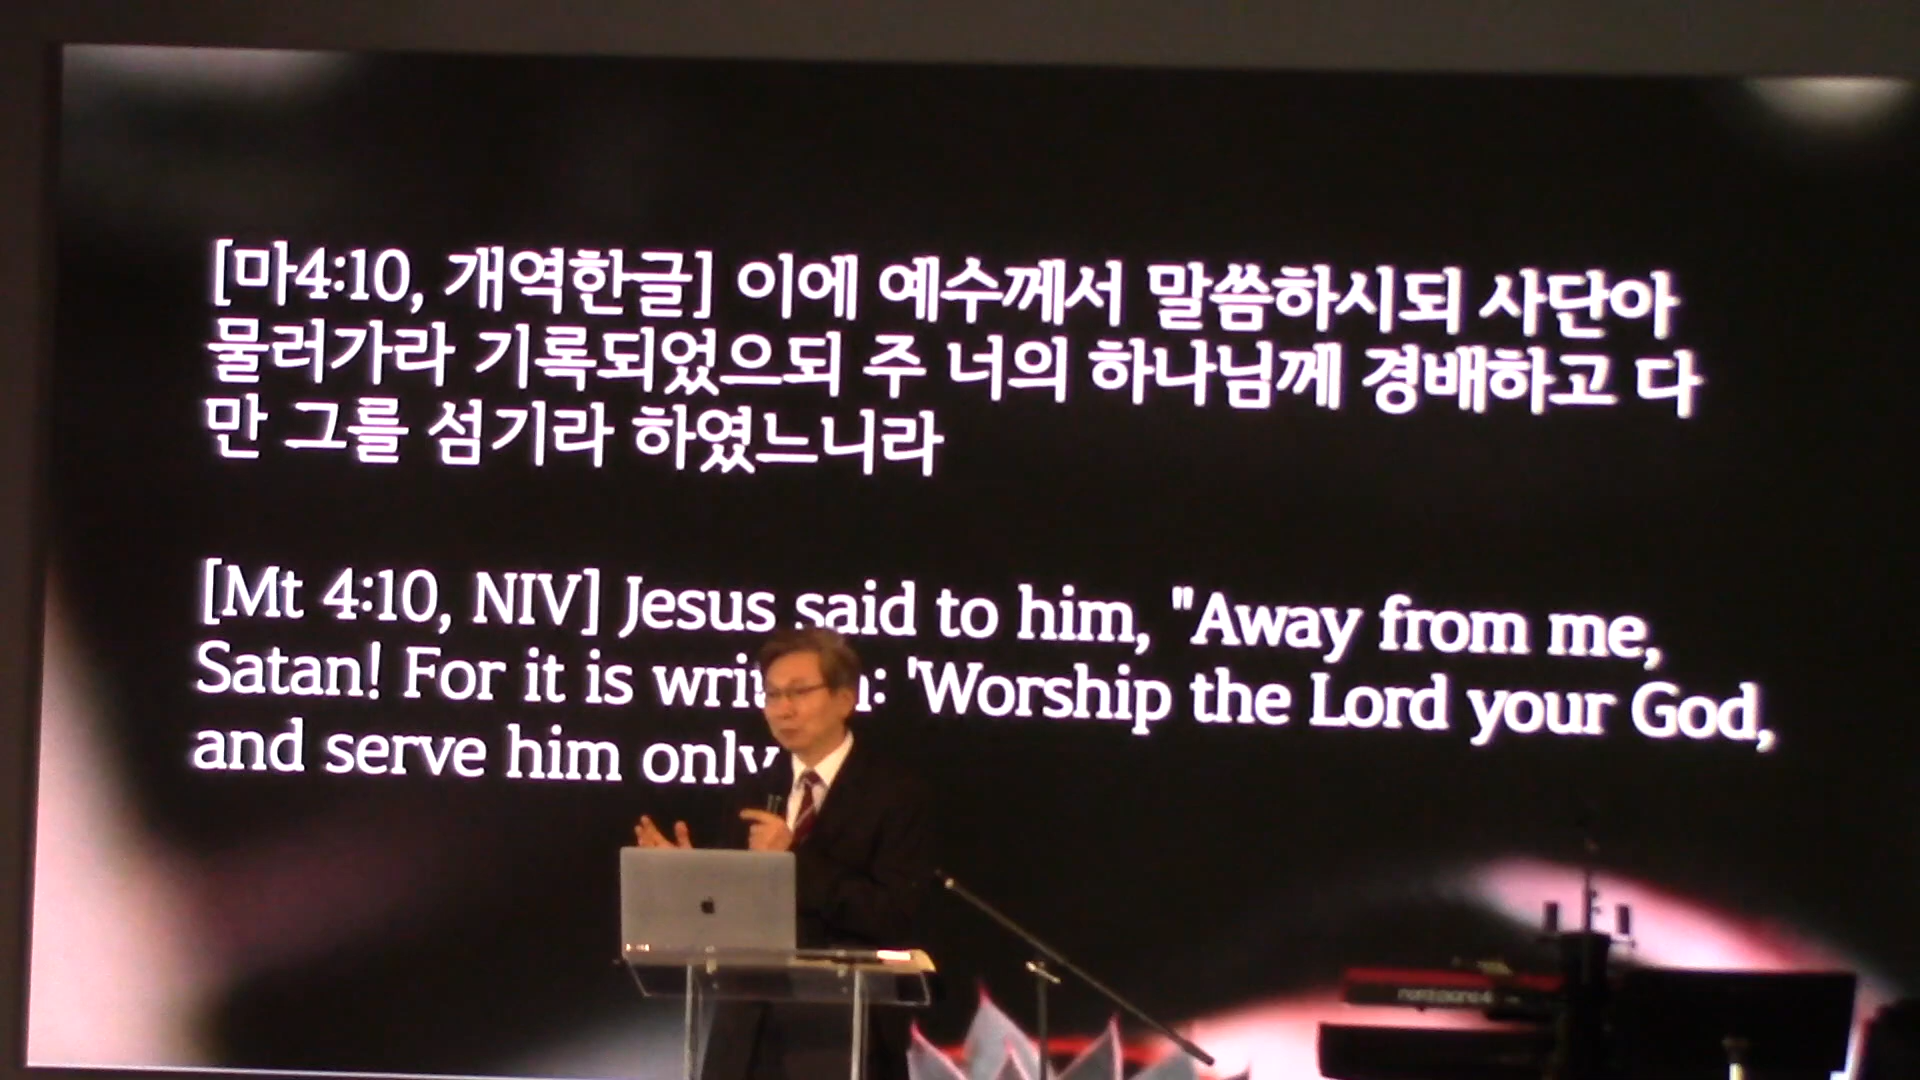 [마4:10, 개역한글] 이에 예수께서 말씀하시되 사단아
물러가라 기록되었으되 주 너의 하나님께 경배하고 다
만 그를 섬기라 하였느니라
[Mt 4:10, NIV] Jesus said to him, "Away from me,
Satan! For it is : 'Worship the Lord your God,
and serve him only
nord piano 4